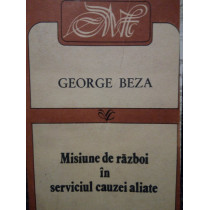 GEORGE BEZA
Misiune de război
în
serviciul cauzei aliate